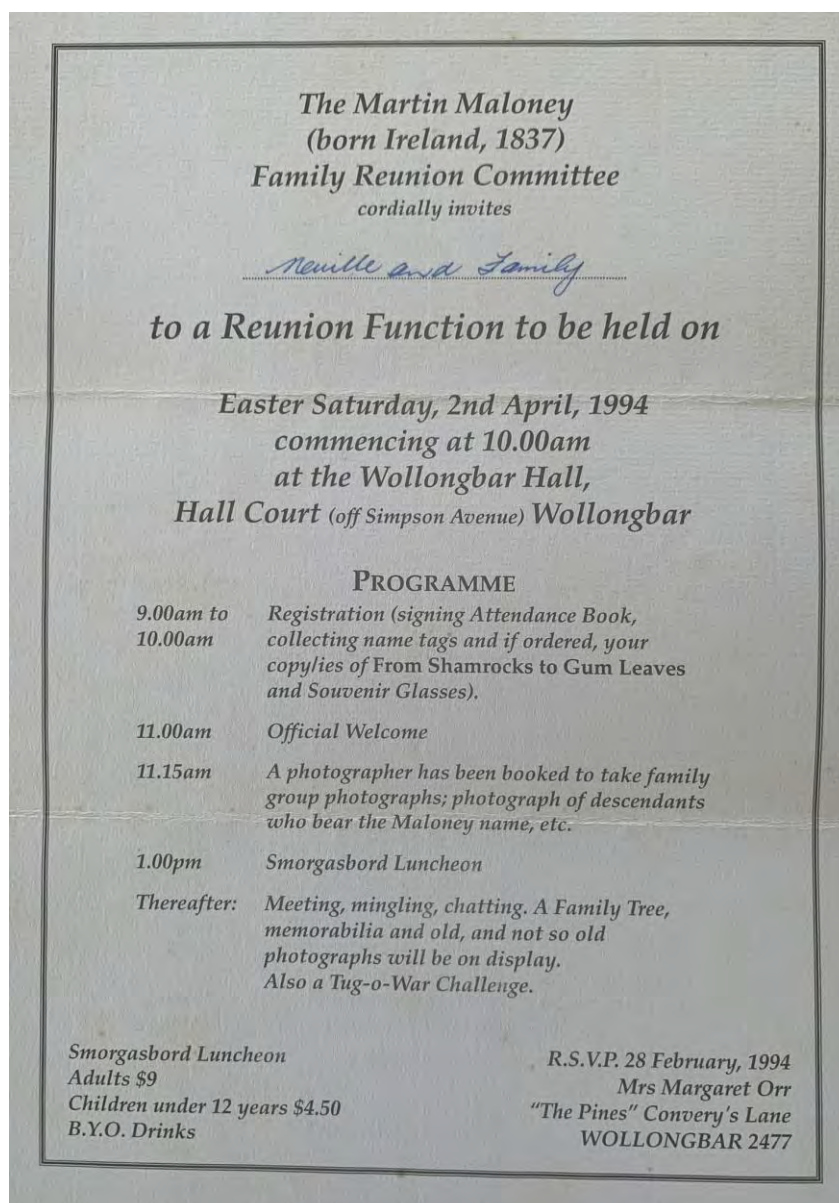 The Martin Maloney
(born Ireland, 1837)
Family Reunion Committee
cordially invites
Neville and Family
to a Reunion Function to be held on
Easter Saturday, 2nd April, 1994
commencing at 10.00am
at the Wollongbar Hall,
Hall Court (off Simpson Avenue) Wollongbar
PROGRAMME
9.00am to Registration (signing Attendance Book,
10.00am collecting name tags and if ordered, your
copy/ies of From Shamrocks to Gum Leaves
and Souvenir Glasses).
11.00am Official Welcome
11.15am A photographer has been booked to take family
group photographs; photograph of descendants
who bear the Maloney name, etc.
1.00pm Smorgasbord Luncheon
Thereafter: Meeting, mingling, chatting. A Family Tree,
memorabilia and old, and not so old
photographs will be on display.
Also a Tug-o-War Challenge.
Smorgasbord Luncheon
Adults $9
Children under 12 years $4.50
B.Y.O. Drinks
R.S.V.P. 28 February, 1994
Mrs Margaret Orr
"The Pines" Convery's Lane
WOLLONGBAR 2477